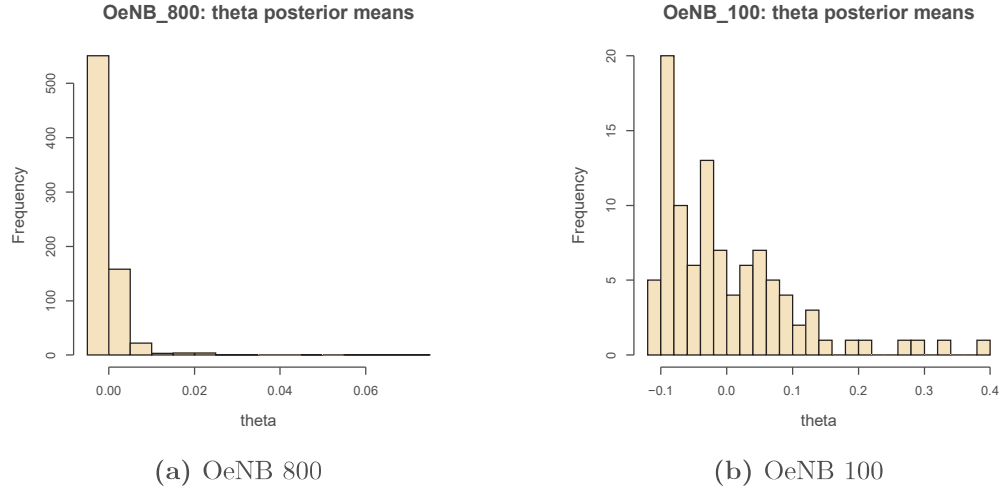 OeNB_800: theta posterior means
Frequency
0
100
200
300
400
500
0.00
0.02
0.04
0.06
theta
(a) OeNB 800
OeNB_100: theta posterior means
Frequency
0
5
10
15
20
−0.1
0.0
0.1
0.2
0.3
0.4
theta
(b) OeNB 100